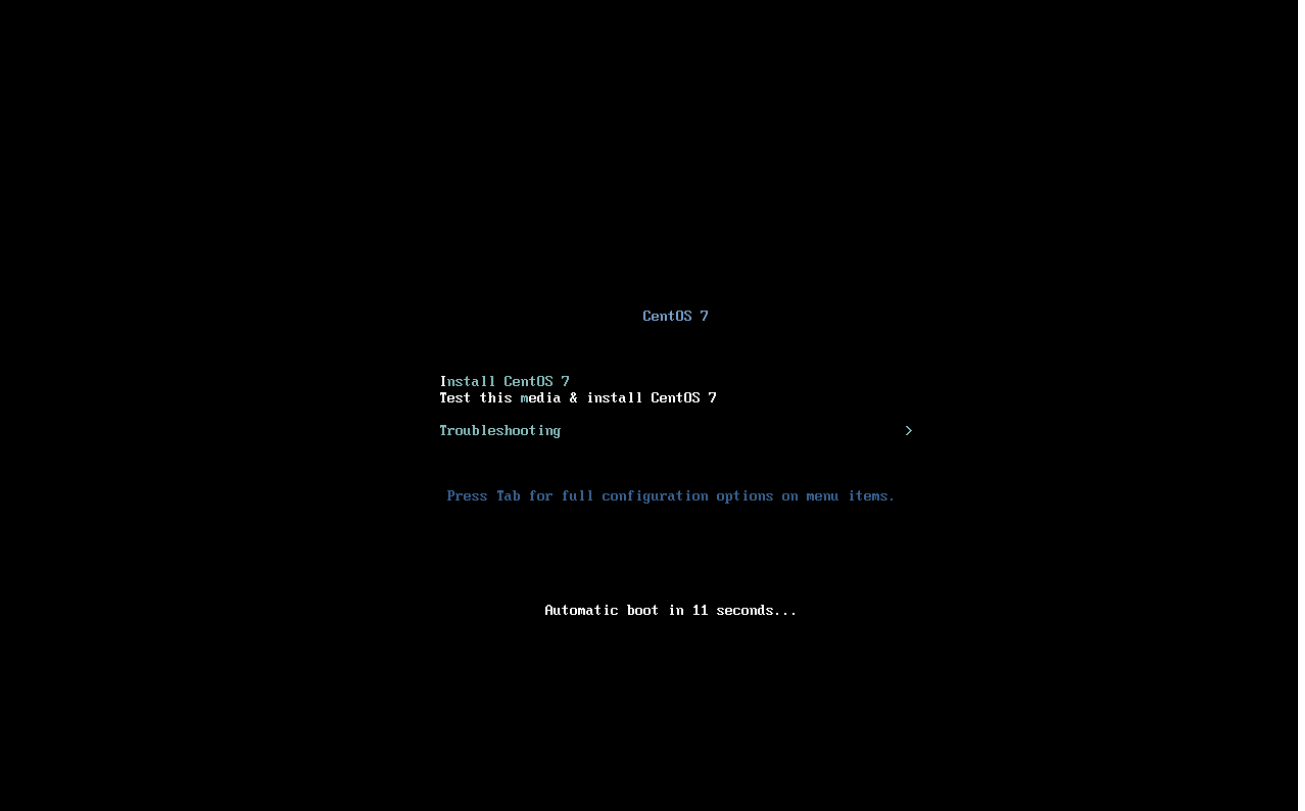 CentOS 7
Install CentOS 7
Test this media & install CentOS 7
Troubleshooting >
Press Tab for full configuration options on menu items.
Automatic boot in 11 seconds...